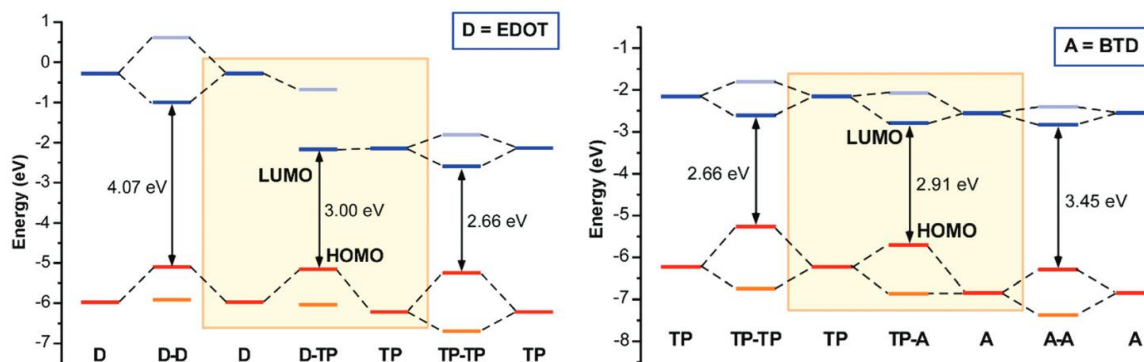 D = EDOT
Energy (eV)
1
0
-1
-2
-3
-4
-5
-6
-7
4.07 eV
LUMO
3.00 eV
HOMO
2.66 eV
D D-D D D-TP TP TP-TP TP
A = BTD
Energy (eV)
-1
-2
-3
-4
-5
-6
-7
-8
2.66 eV
LUMO
2.91 eV
HOMO
3.45 eV
TP TP-TP TP TP-A A A-A A